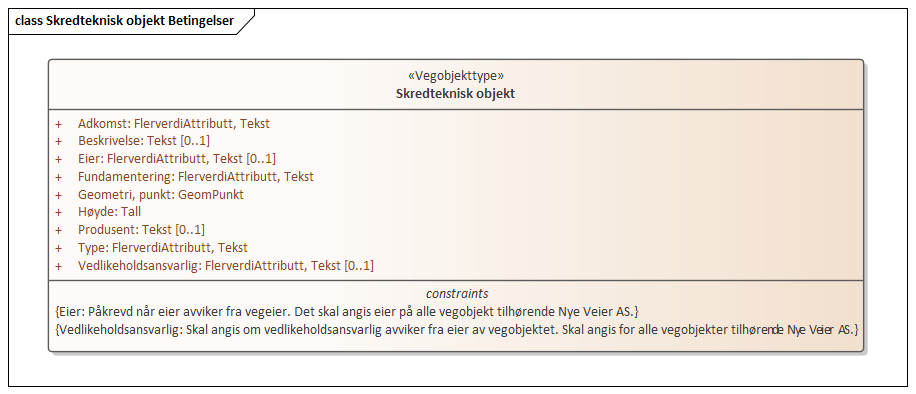 class Skredteknisk objekt Betingelser
«Vegobjekttype»
Skredteknisk objekt
+ Adkomst: FlerverdiAttributt, Tekst
+ Beskrivelse: Tekst [0..1]
+ Eier: FlerverdiAttributt, Tekst [0..1]
+ Fundamentering: FlerverdiAttributt, Tekst
+ Geometri, punkt: GeomPunkt
+ Høyde: Tall
+ Produsent: Tekst [0..1]
+ Type: FlerverdiAttributt, Tekst
+ Vedlikeholdsansvarlig: FlerverdiAttributt, Tekst [0..1]
constraints
{Eier: Påkrevd når eier avviker fra vegeier. Det skal angis eier på alle vegobjekt tilhørende Nye Veier AS.}
{Vedlikeholdsansvarlig: Skal angis om vedlikeholdsansvarlig avviker fra eier av vegobjektet. Skal angis for alle vegobjekter tilhørende Nye Veier AS.}